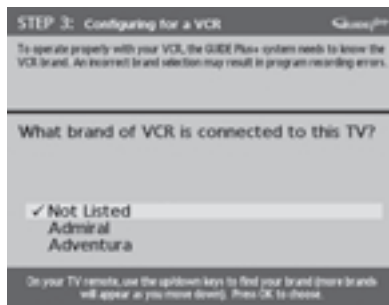 STEP 3: Configuring for a VCR
To operate properly with your VCR, the GUIDE Plus+ system needs to know the
VCR brand. An incorrect brand selection may result in program recording errors.
What brand of VCR is connected to this TV?
✓ Not Listed
Admiral
Adventura
On your TV remote, use the up/down keys to find your brand (more brands
will appear as you move down). Press OK to choose.